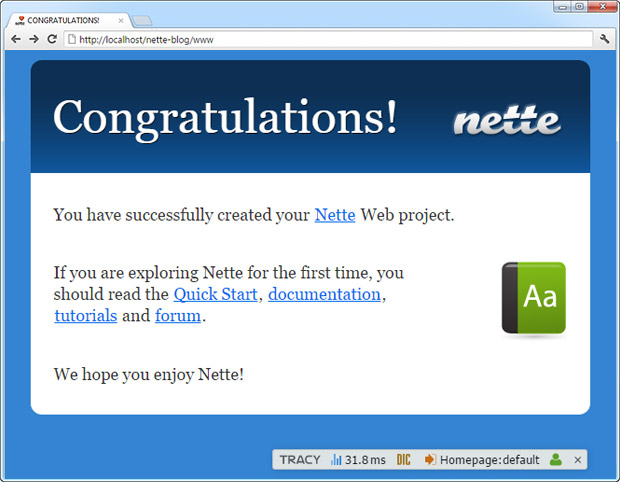 CONGRATULATIONS!
http://localhost/nette-blog/www
Congratulations!
nette
You have successfully created your Nette Web project.
If you are exploring Nette for the first time, you
should read the Quick Start, documentation,
tutorials and forum.
Aa
We hope you enjoy Nette!
TRACY 31.8 ms DIC Homepage:default